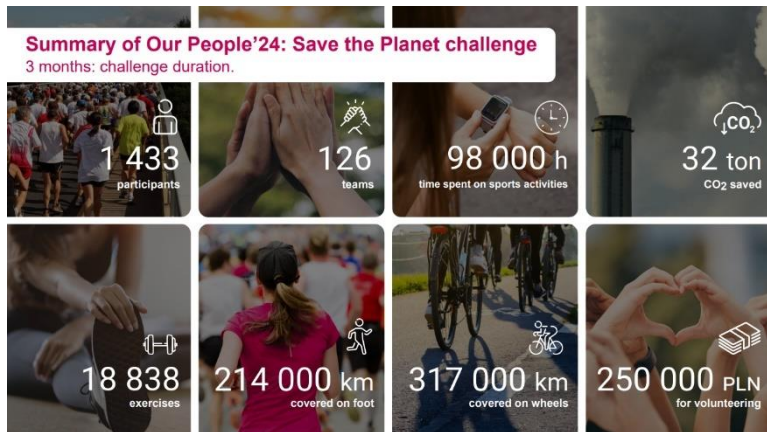 Summary of Our People'24: Save the Planet challenge
3 months: challenge duration.
1 433
participants
126
teams
98 000 h
time spent on sports activities
CO₂
32 ton
CO₂ saved
18 838
exercises
214 000 km
covered on foot
317 000 km
covered on wheels
250 000 PLN
for volunteering